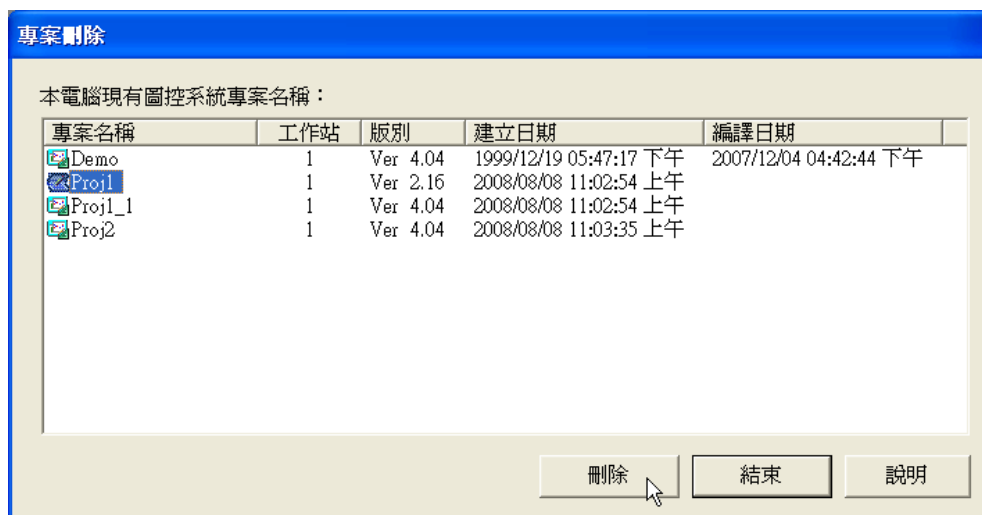 專案刪除
本電腦現有圖控系統專案名稱：
專案名稱 工作站 版別 建立日期 編譯日期
Demo 1 Ver 4.04 1999/12/19 05:47:17 下午 2007/12/04 04:42:44 下午
Proj1 1 Ver 2.16 2008/08/08 11:02:54 上午
Proj1_1 1 Ver 4.04 2008/08/08 11:02:54 上午
Proj2 1 Ver 4.04 2008/08/08 11:03:35 上午
刪除 結束 說明